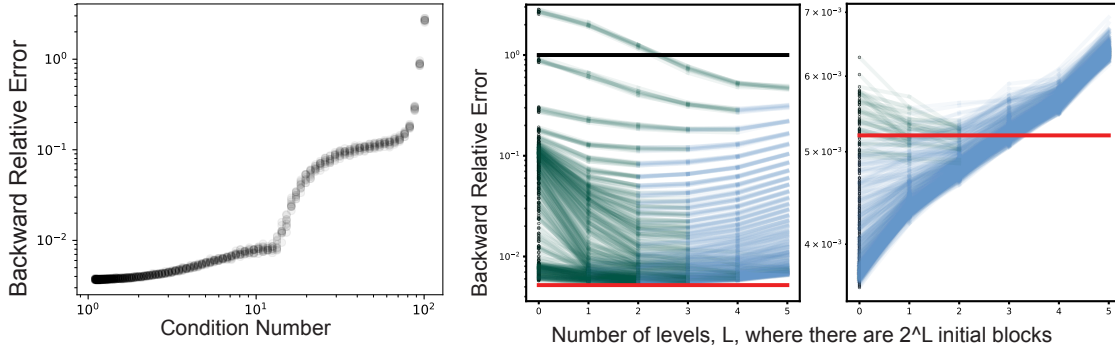 Backward Relative Error
10^0
10^-1
10^-2
10^0
10^1
10^2
Condition Number
Backward Relative Error
10^0
10^-1
10^-2
0 1 2 3 4 5
7 × 10^-3
6 × 10^-3
5 × 10^-3
4 × 10^-3
0 1 2 3 4 5
Number of levels, L, where there are 2^L initial blocks